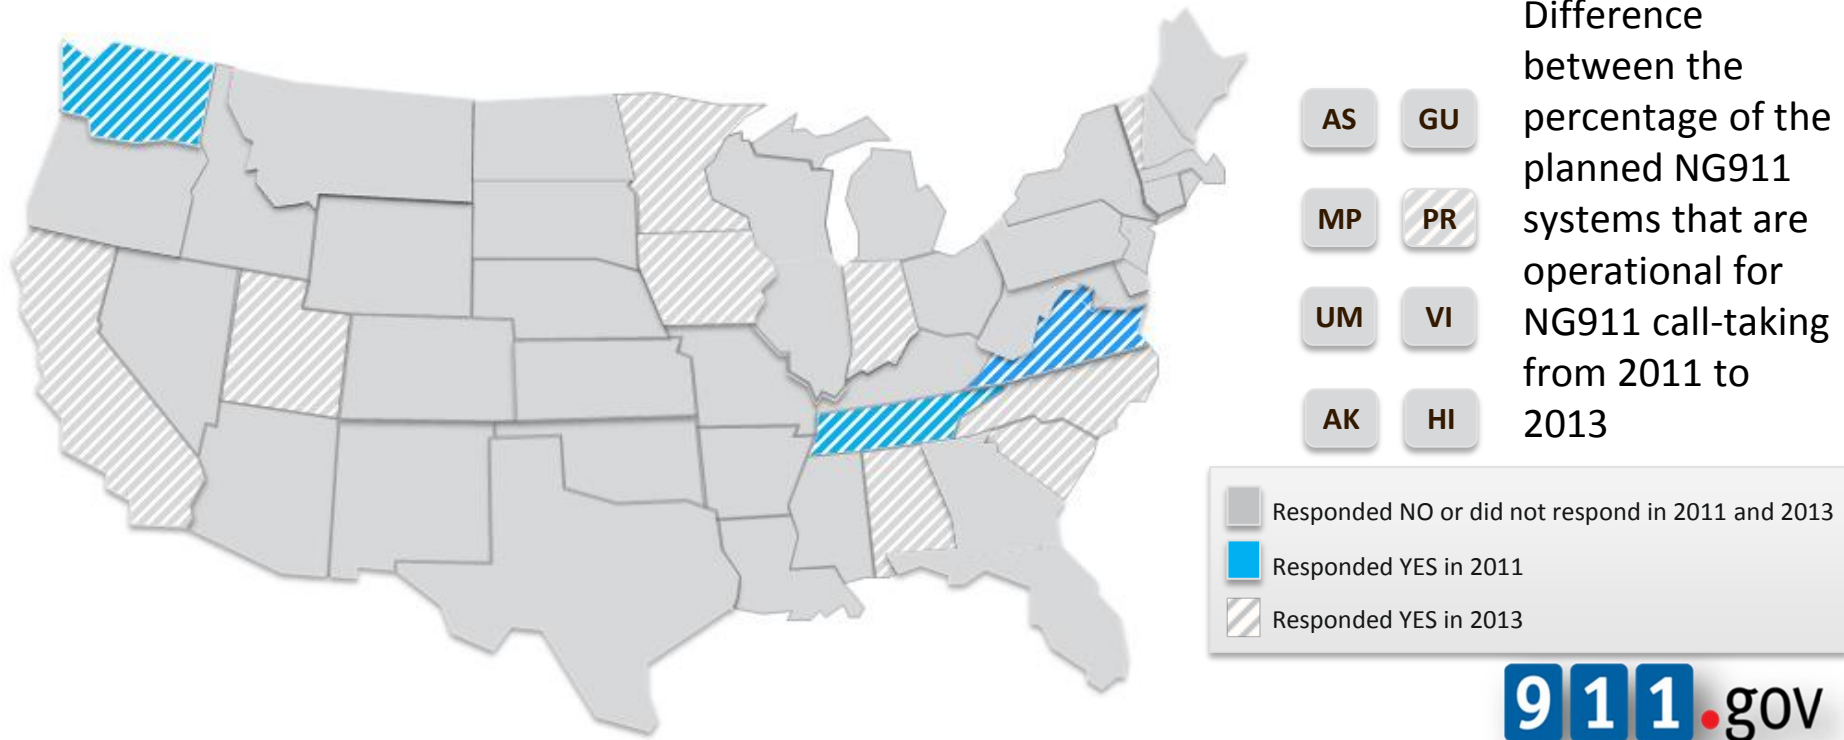 Difference
between the
percentage of the
planned NG911
systems that are
operational for
NG911 call-taking
from 2011 to
2013
AS GU
MP PR
UM VI
AK HI
Responded NO or did not respond in 2011 and 2013
Responded YES in 2011
Responded YES in 2013
911.gov